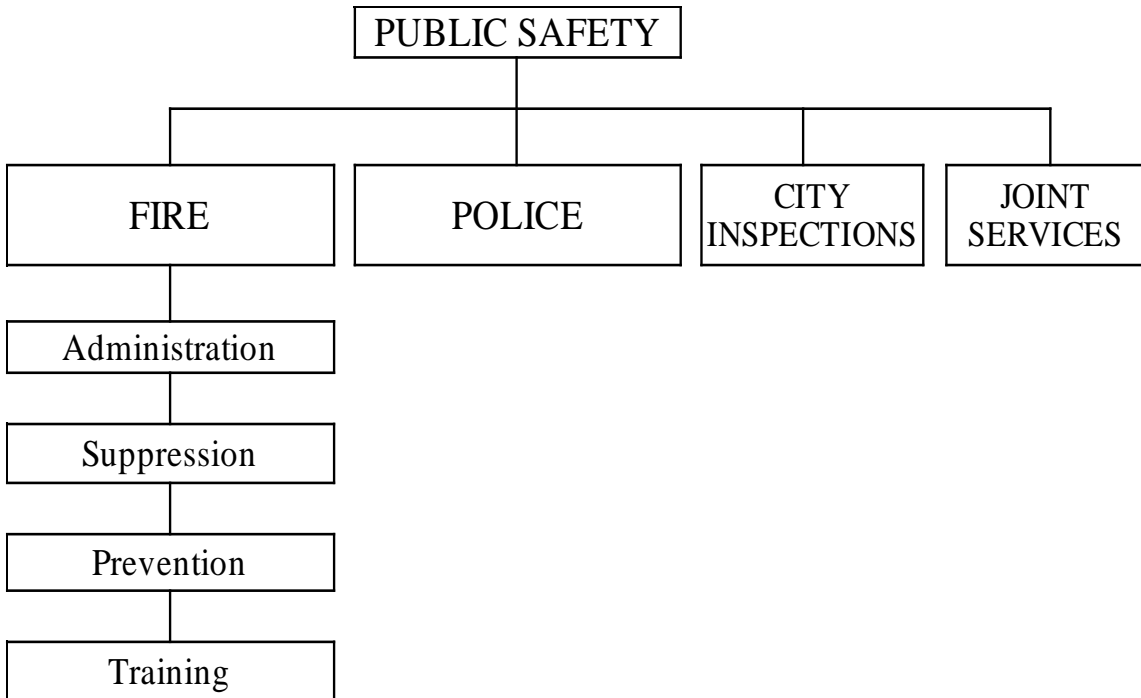 PUBLIC SAFETY
FIRE
POLICE
CITY
INSPECTIONS
JOINT
SERVICES
Administration
Suppression
Prevention
Training